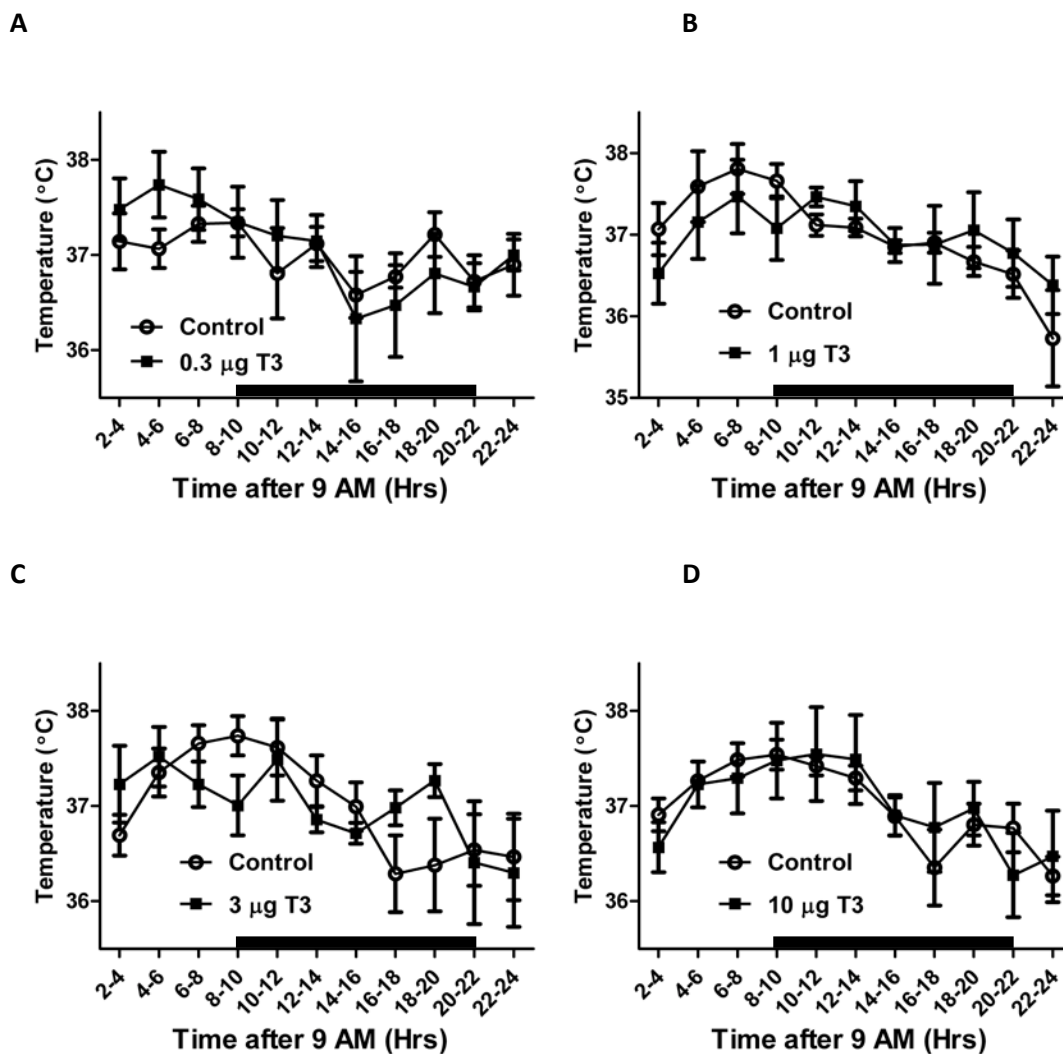 A
B
Temperature (°C)
38
37
36
Control
0.3 μg T3
2-4
4-6
6-8
8-10
10-12
12-14
14-16
16-18
18-20
20-22
22-24
Time after 9 AM (Hrs)
Temperature (°C)
38
37
36
35
Control
1 μg T3
2-4
4-6
6-8
8-10
10-12
12-14
14-16
16-18
18-20
20-22
22-24
Time after 9 AM (Hrs)
C
D
Temperature (°C)
38
37
36
Control
3 μg T3
2-4
4-6
6-8
8-10
10-12
12-14
14-16
16-18
18-20
20-22
22-24
Time after 9 AM (Hrs)
Temperature (°C)
38
37
36
Control
10 μg T3
2-4
4-6
6-8
8-10
10-12
12-14
14-16
16-18
18-20
20-22
22-24
Time after 9 AM (Hrs)